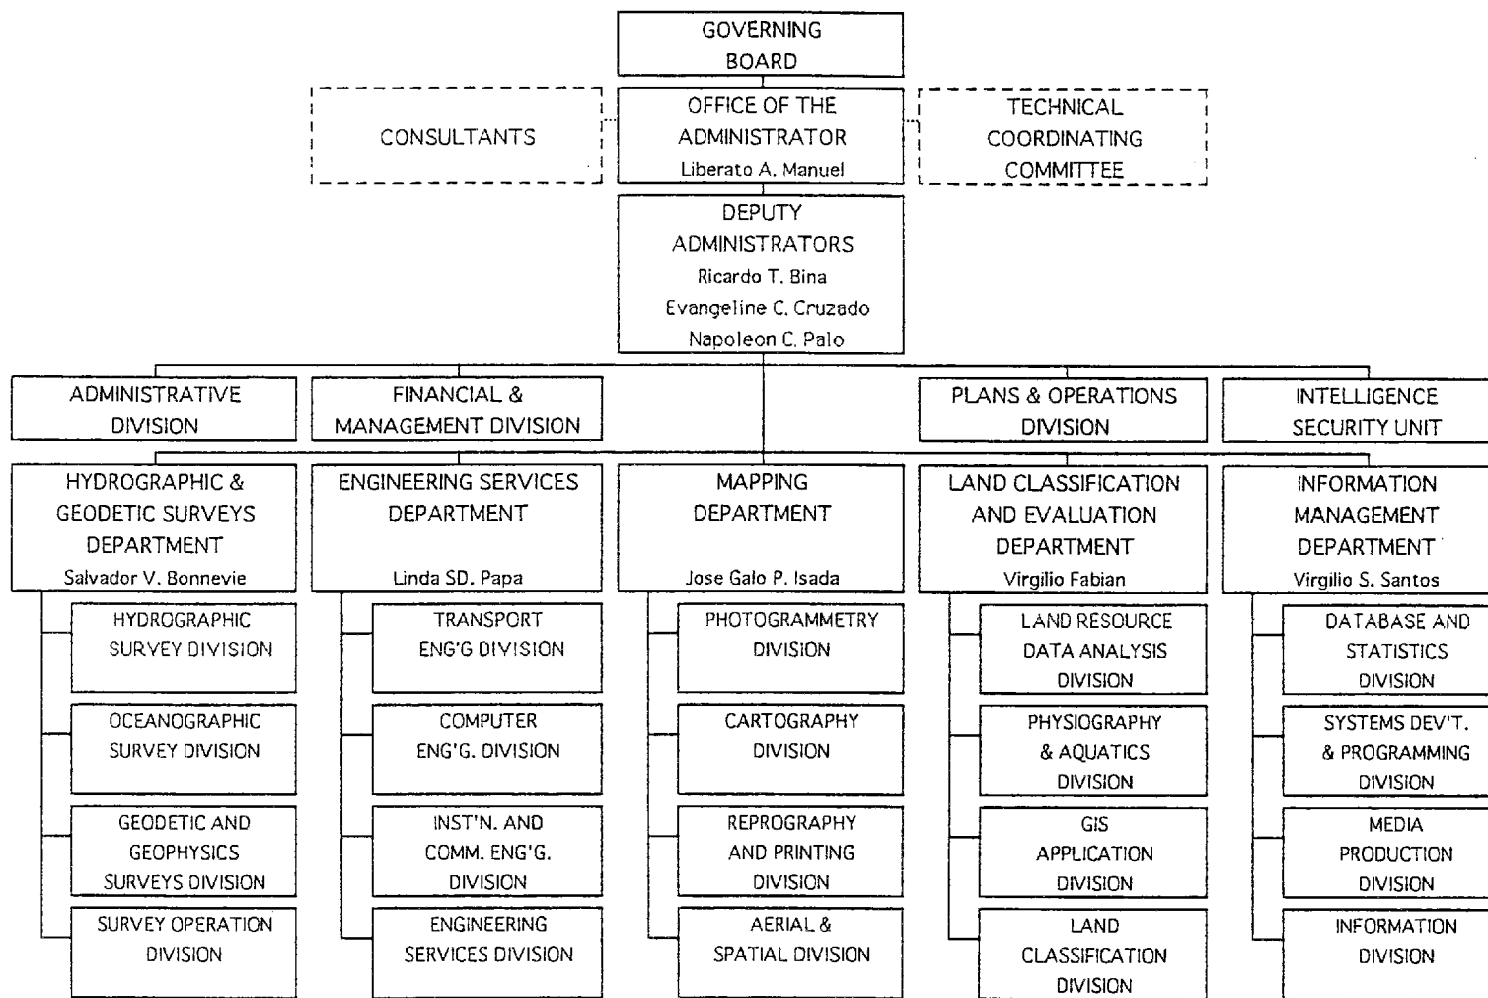 GOVERNING
BOARD
CONSULTANTS
OFFICE OF THE
ADMINISTRATOR
Liberato A. Manuel
TECHNICAL
COORDINATING
COMMITTEE
DEPUTY
ADMINISTRATORS
Ricardo T. Bina
Evangeline C. Cruzado
Napoleon C. Palo
ADMINISTRATIVE
DIVISION
FINANCIAL &
MANAGEMENT DIVISION
PLANS & OPERATIONS
DIVISION
INTELLIGENCE
SECURITY UNIT
HYDROGRAPHIC &
GEODETIC SURVEYS
DEPARTMENT
Salvador V. Bonnevie
ENGINEERING SERVICES
DEPARTMENT
Linda SD. Papa
MAPPING
DEPARTMENT
Jose Galo P. Isada
LAND CLASSIFICATION
AND EVALUATION
DEPARTMENT
Virgilio Fabian
INFORMATION
MANAGEMENT
DEPARTMENT
Virgilio S. Santos
HYDROGRAPHIC
SURVEY DIVISION
OCEANOGRAPHIC
SURVEY DIVISION
GEODETIC AND
GEOPHYSICS
SURVEYS DIVISION
SURVEY OPERATION
DIVISION
TRANSPORT
ENG'G DIVISION
COMPUTER
ENG'G. DIVISION
INST'N. AND
COMM. ENG'G.
DIVISION
ENGINEERING
SERVICES DIVISION
PHOTOGRAMMETRY
DIVISION
CARTOGRAPHY
DIVISION
REPROGRAPHY
AND PRINTING
DIVISION
AERIAL &
SPATIAL DIVISION
LAND RESOURCE
DATA ANALYSIS
DIVISION
PHYSIOGRAPHY
& AQUATICS
DIVISION
GIS
APPLICATION
DIVISION
LAND
CLASSIFICATION
DIVISION
DATABASE AND
STATISTICS
DIVISION
SYSTEMS DEV'T.
& PROGRAMMING
DIVISION
MEDIA
PRODUCTION
DIVISION
INFORMATION
DIVISION